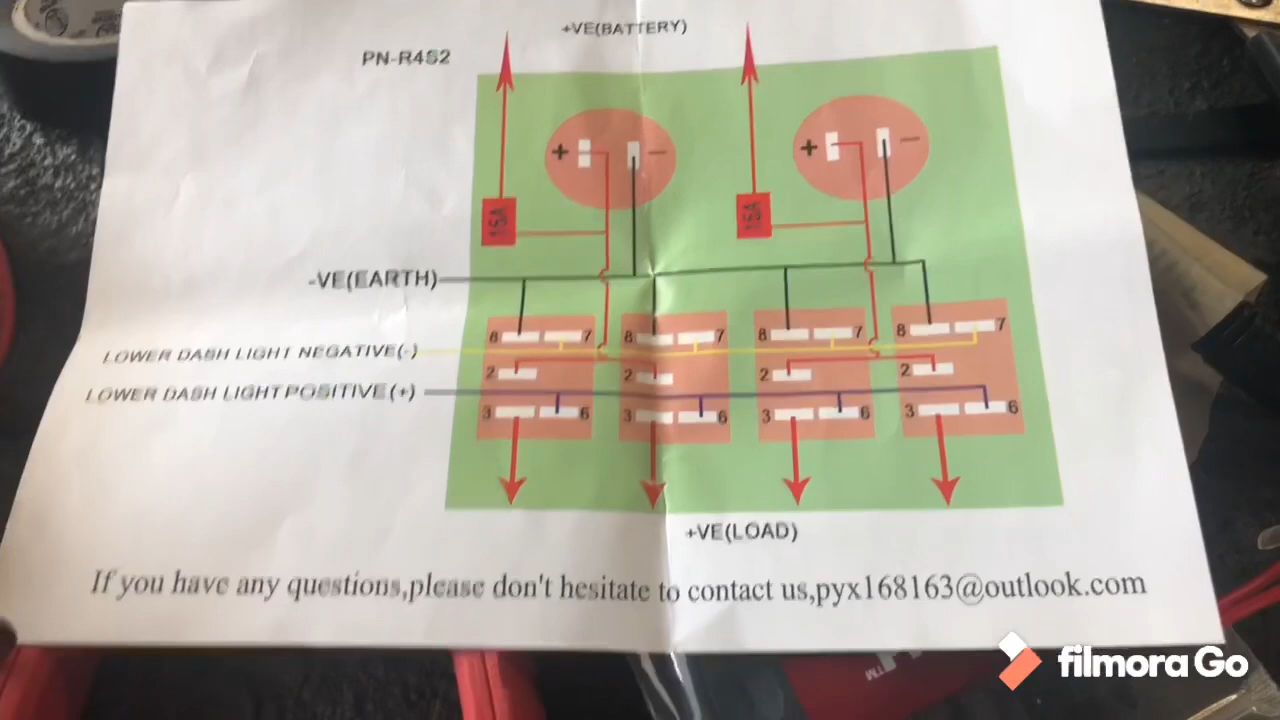 +VE(BATTERY)
PN-R4S2
+ - + -
15A 15A
-VE(EARTH)
8 7 8 7 8 7 8 7
LOWER DASH LIGHT NEGATIVE(-)
2 2 2 2
LOWER DASH LIGHT POSITIVE(+)
3 6 3 6 3 6 3 6
+VE(LOAD)
If you have any questions,please don't hesitate to contact us,pyx168163@outlook.com
filmora Go